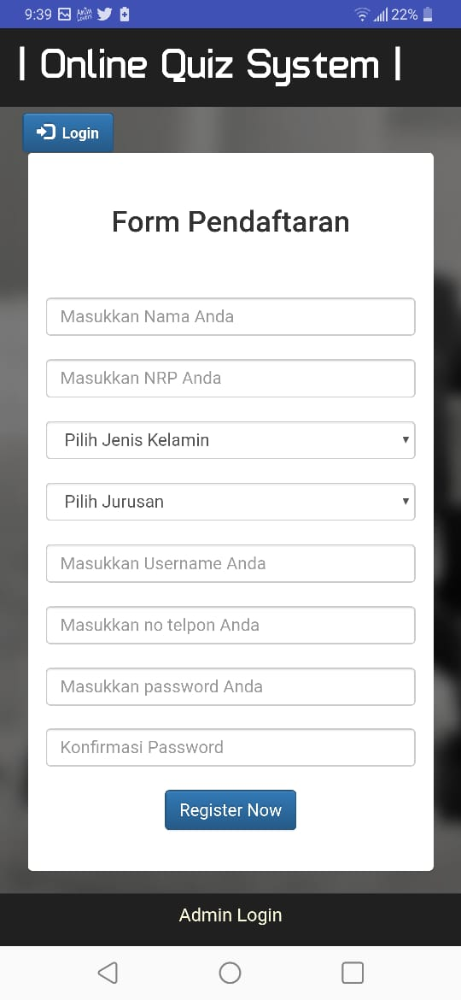 9:39
22%
| Online Quiz System |
Login
Form Pendaftaran
Masukkan Nama Anda
Masukkan NRP Anda
Pilih Jenis Kelamin
Pilih Jurusan
Masukkan Username Anda
Masukkan no telpon Anda
Masukkan password Anda
Konfirmasi Password
Register Now
Admin Login